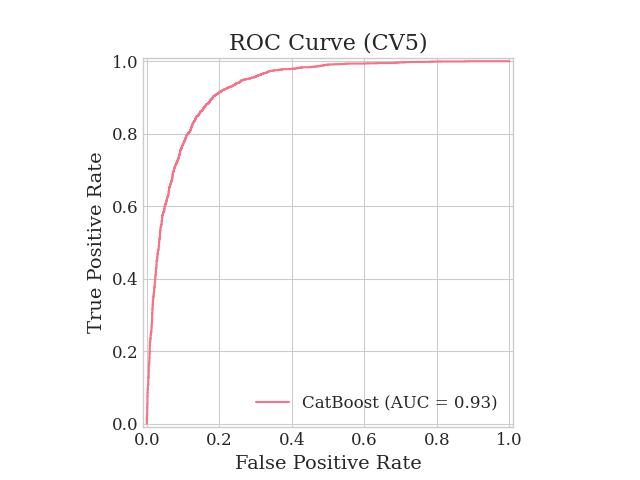 ROC Curve (CV5)
1.0
0.8
0.6
0.4
0.2
0.0
True Positive Rate
CatBoost (AUC = 0.93)
0.0 0.2 0.4 0.6 0.8 1.0
False Positive Rate